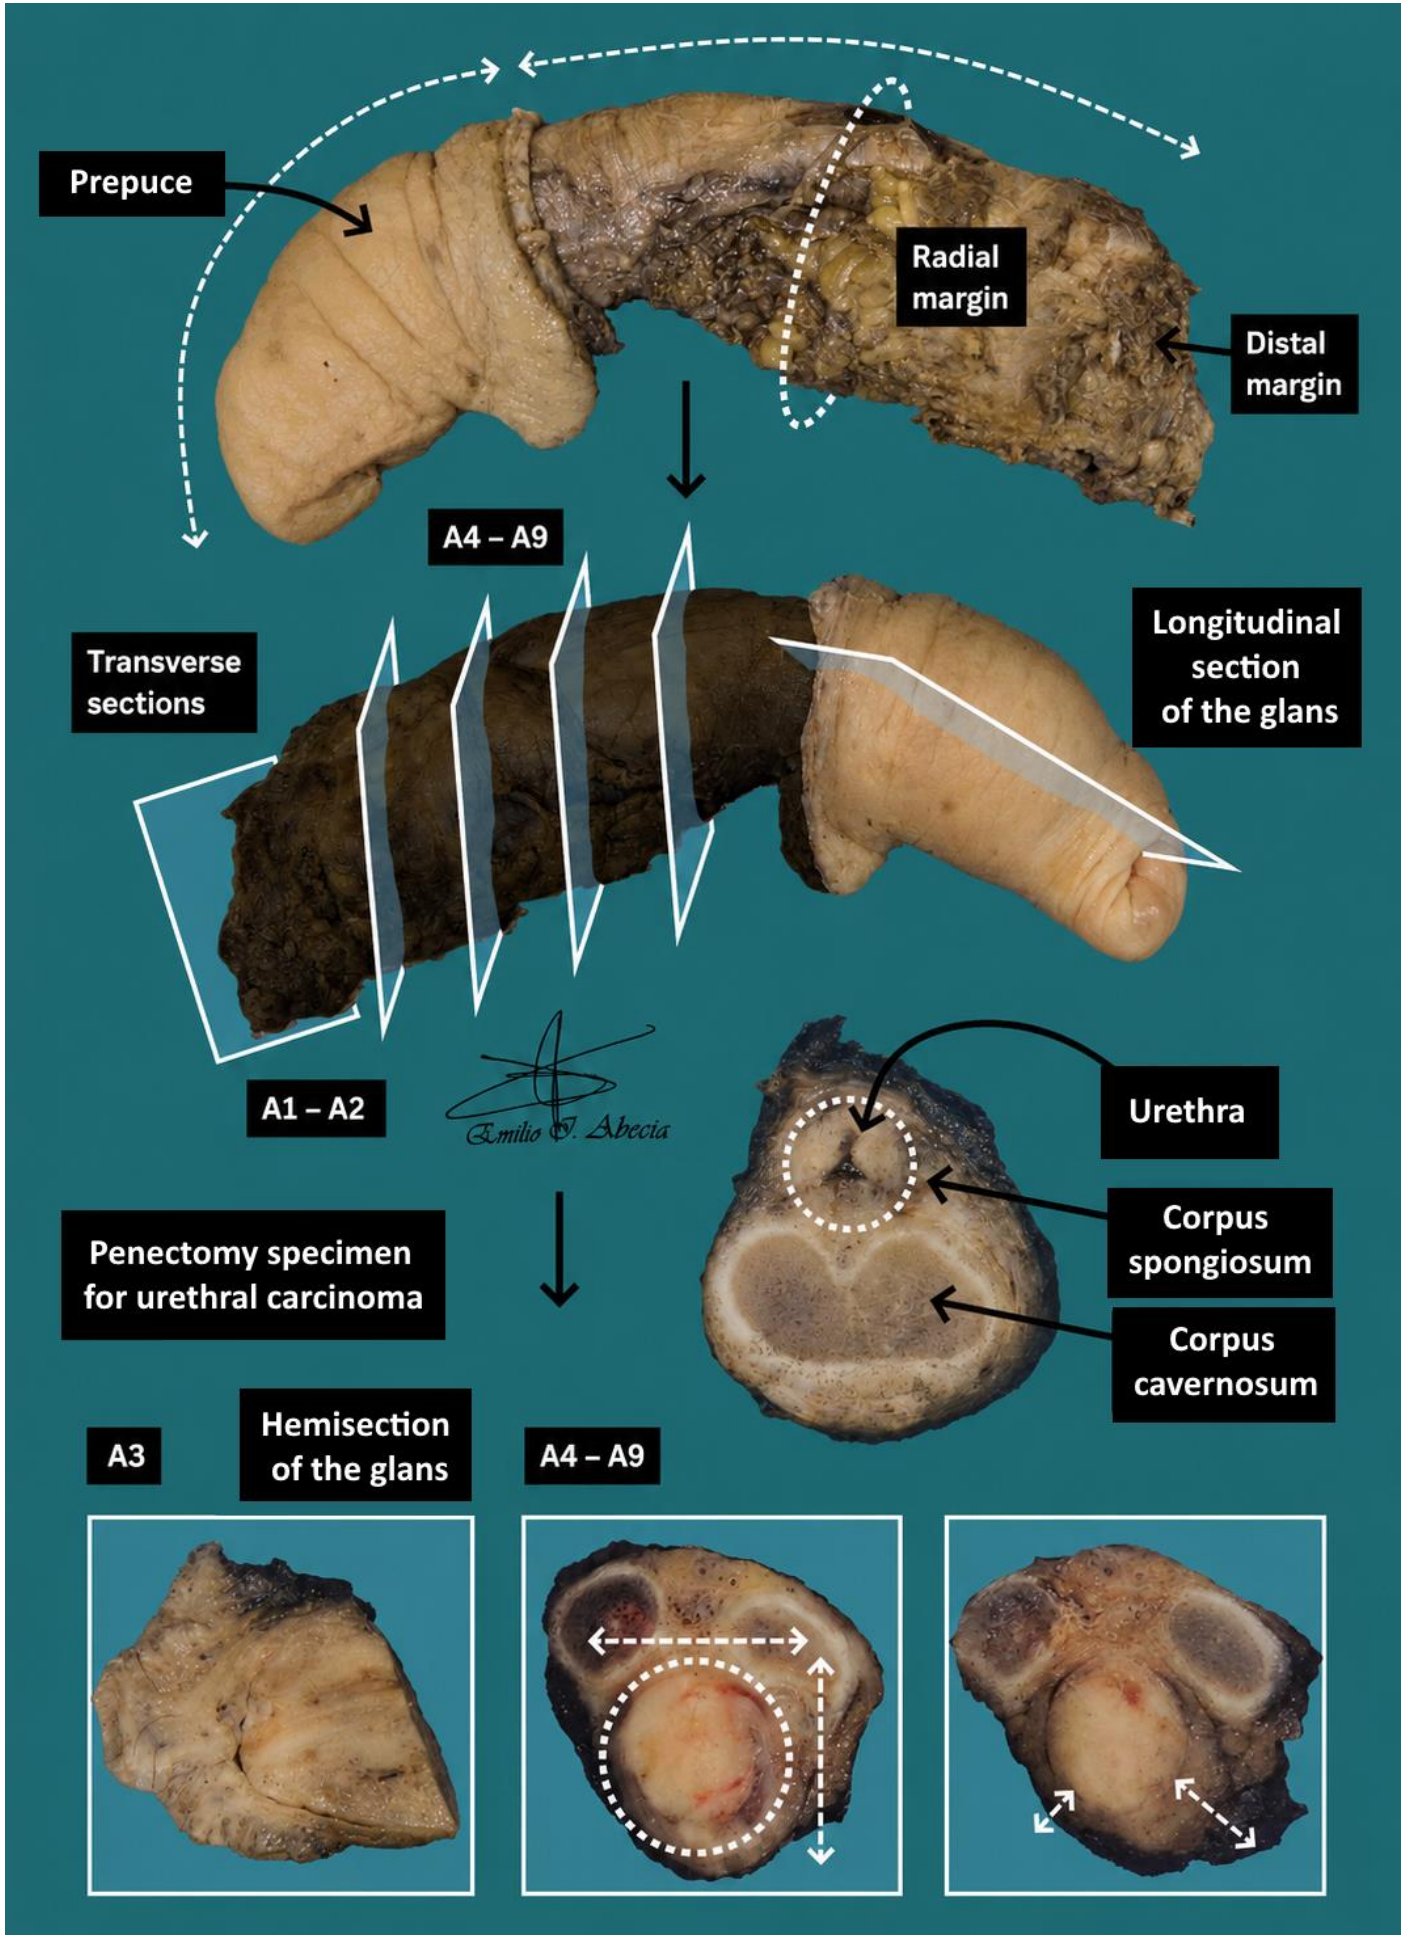 Prepuce
Radial
margin
Distal
margin
A4 – A9
Transverse
sections
Longitudinal
section
of the glans
A1 – A2
Emilio J. Abecia
Urethra
Corpus
spongiosum
Penectomy specimen
for urethral carcinoma
Corpus
cavernosum
A3
Hemisection
of the glans
A4 – A9